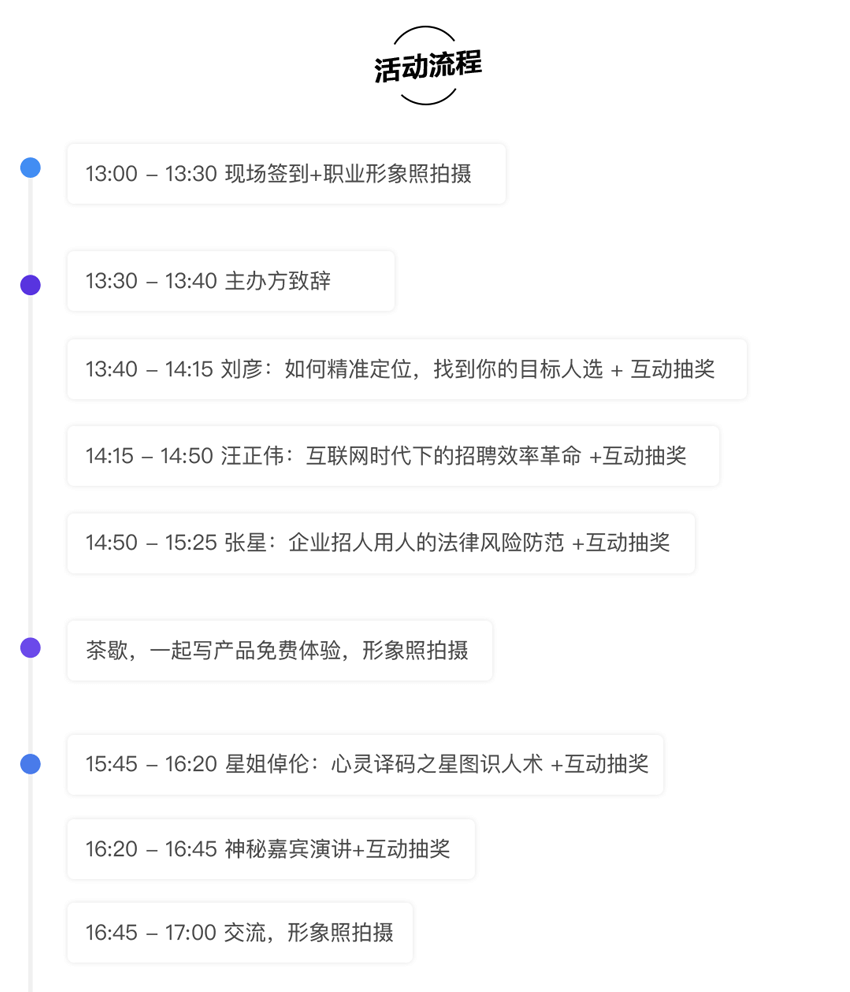 活动流程
13:00 – 13:30 现场签到+职业形象照拍摄
13:30 – 13:40 主办方致辞
13:40 – 14:15 刘彦：如何精准定位，找到你的目标人选 + 互动抽奖
14:15 – 14:50 汪正伟：互联网时代下的招聘效率革命 +互动抽奖
14:50 – 15:25 张星：企业招人用人的法律风险防范 +互动抽奖
茶歇，一起写产品免费体验，形象照拍摄
15:45 – 16:20 星姐倬伦：心灵译码之星图识人术 +互动抽奖
16:20 – 16:45 神秘嘉宾演讲+互动抽奖
16:45 – 17:00 交流，形象照拍摄